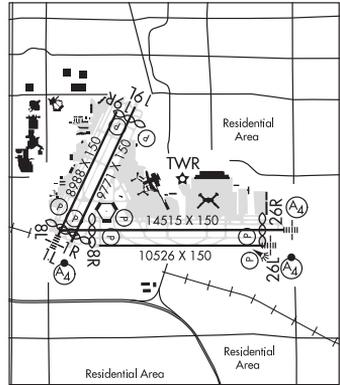 19L
19R
Residential
Area
TWR
8988 X 150
9771 X 150
14515 X 150
26R
A4
8L
1L
1R
8R
10526 X 150
26L
A4
A4
P
P
P
P
P
P
Residential
Area
Residential Area